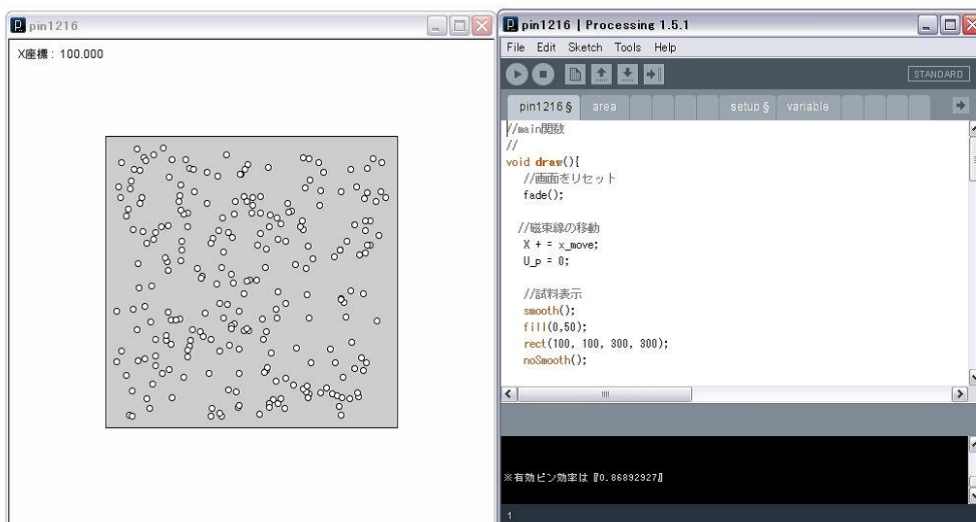 pin1216
X座標 : 100.000
pin1216 | Processing 1.5.1
File Edit Sketch Tools Help
STANDARD
pin1216 § area setup § variable
//main関数
//
void draw(){
//画面をリセット
fade();
//磁束線の移動
X + = x_move;
U_p = 0;
//試料表示
smooth();
fill(0,50);
rect(100, 100, 300, 300);
noSmooth();
※有効ピン効率は『0.86892927』
1